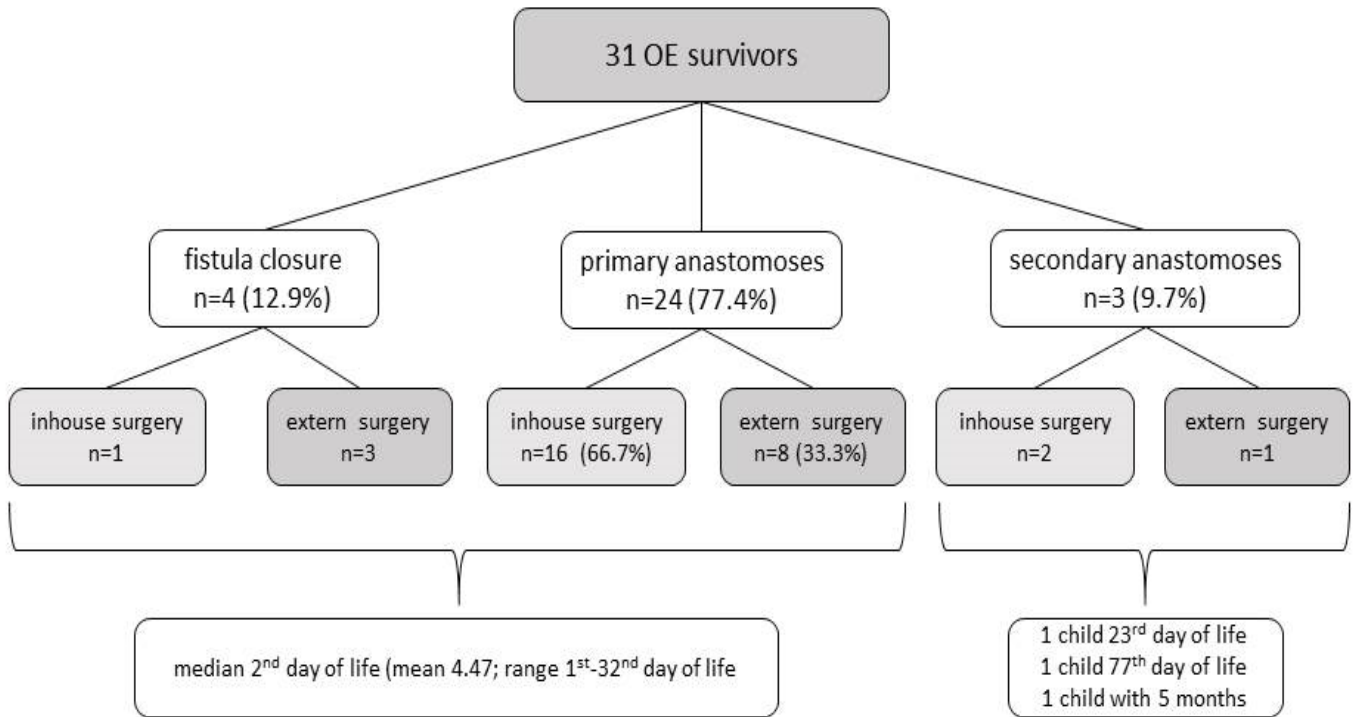 31 OE survivors
fistula closure
n=4 (12.9%)
primary anastomoses
n=24 (77.4%)
secondary anastomoses
n=3 (9.7%)
inhouse surgery
n=1
extern surgery
n=3
inhouse surgery
n=16 (66.7%)
extern surgery
n=8 (33.3%)
inhouse surgery
n=2
extern surgery
n=1
median 2nd day of life (mean 4.47; range 1st-32nd day of life
1 child 23rd day of life
1 child 77th day of life
1 child with 5 months